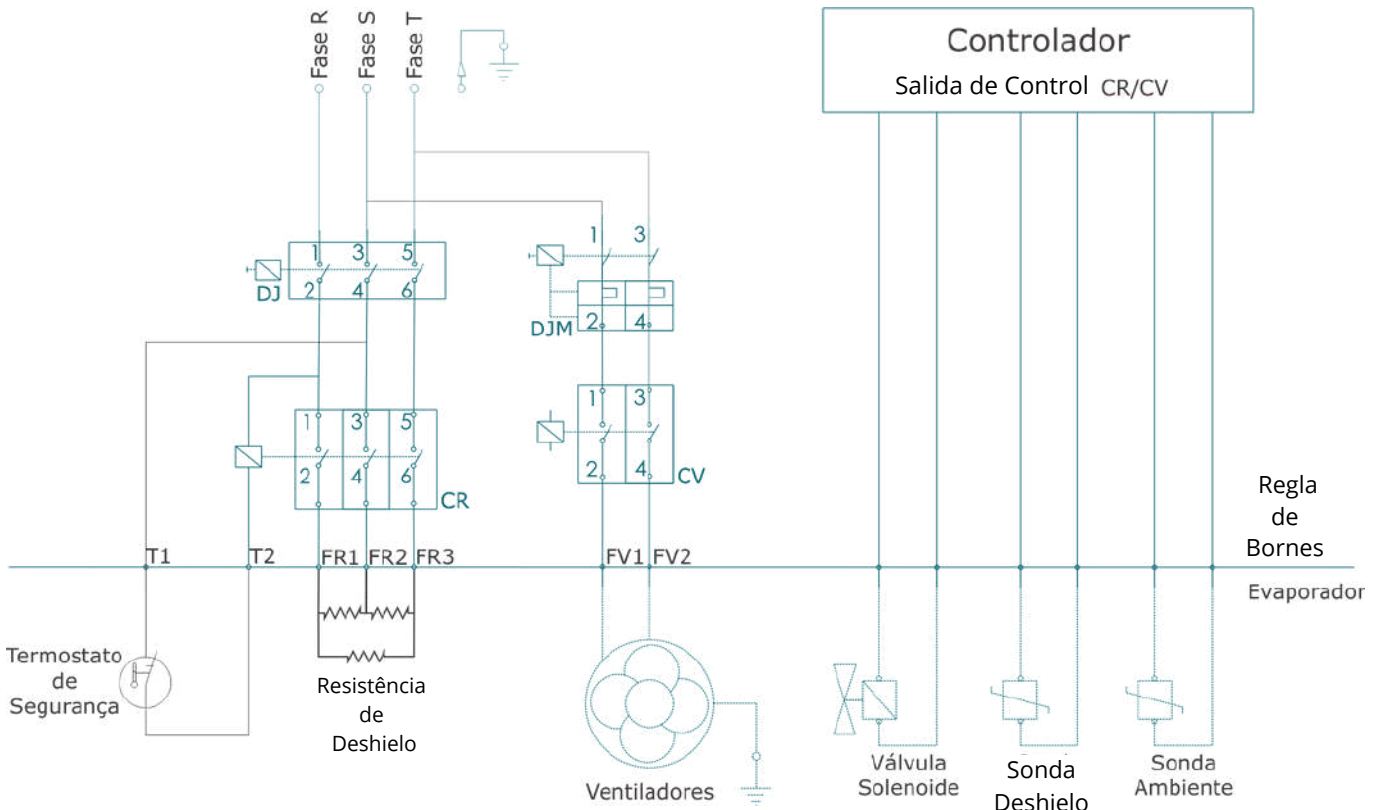 Fase R
Fase S
Fase T
Controlador
Salida de Control CR/CV
1 3 5
2 4 6
DJ
1 3
2 4
DJM
1 3 5
2 4 6
CR
1 3
2 4
CV
Regla
de
Bornes
T1 T2 FR1 FR2 FR3 FV1 FV2
Evaporador
Termostato
de
Segurança
Resistência
de
Deshielo
Ventiladores
Válvula
Solenoide
Sonda
Deshielo
Sonda
Ambiente